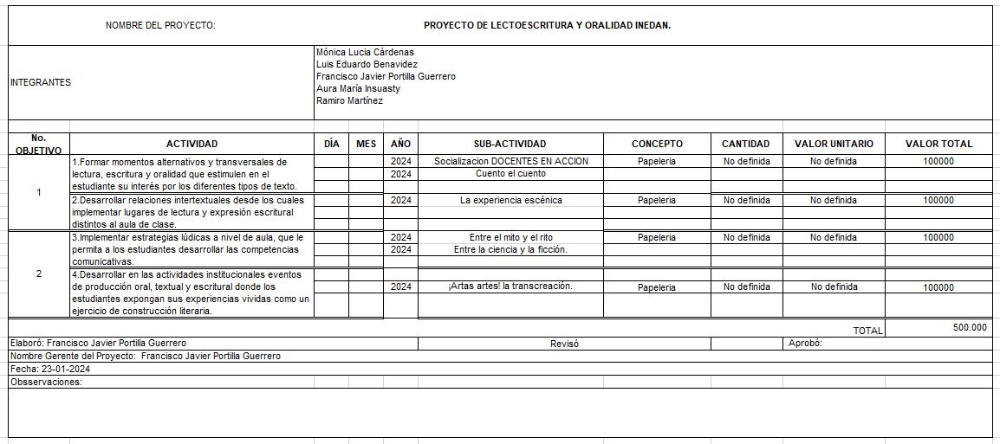 NOMBRE DEL PROYECTO: PROYECTO DE LECTOESCRITURA Y ORALIDAD INEDAN.
INTEGRANTES
Mónica Lucia Cárdenas
Luis Eduardo Benavidez
Francisco Javier Portilla Guerrero
Aura María Insuasty
Ramiro Martínez
No. OBJETIVO ACTIVIDAD DÍA MES AÑO SUB-ACTIVIDAD CONCEPTO CANTIDAD VALOR UNITARIO VALOR TOTAL
1
1.Formar momentos alternativos y transversales de
lectura, escritura y oralidad que estimulen en el
estudiante su interés por los diferentes tipos de texto.
2024 Socializacion DOCENTES EN ACCION Papeleria No definida No definida 100000
2024 Cuento el cuento
2.Desarrollar relaciones intertextuales desde los cuales
implementar lugares de lectura y expresión escritural
distintos al aula de clase.
2024 La experiencia escénica Papeleria No definida No definida 100000
2
3.Implementar estrategias lúdicas a nivel de aula, que le
permita a los estudiantes desarrollar las competencias
comunicativas.
2024 Entre el mito y el rito Papeleria No definida No definida 100000
2024 Entre la ciencia y la ficción.
4.Desarrollar en las actividades institucionales eventos
de producción oral, textual y escritural donde los
estudiantes expongan sus experiencias vividas como un
ejercicio de construcción literaria.
2024 ¡Artas artes! la transcreación. Papeleria No definida No definida 100000
TOTAL 500.000
Elaboró: Francisco Javier Portilla Guerrero Revisó Aprobó:
Nombre Gerente del Proyecto: Francisco Javier Portilla Guerrero
Fecha: 23-01-2024
Obsservaciones: